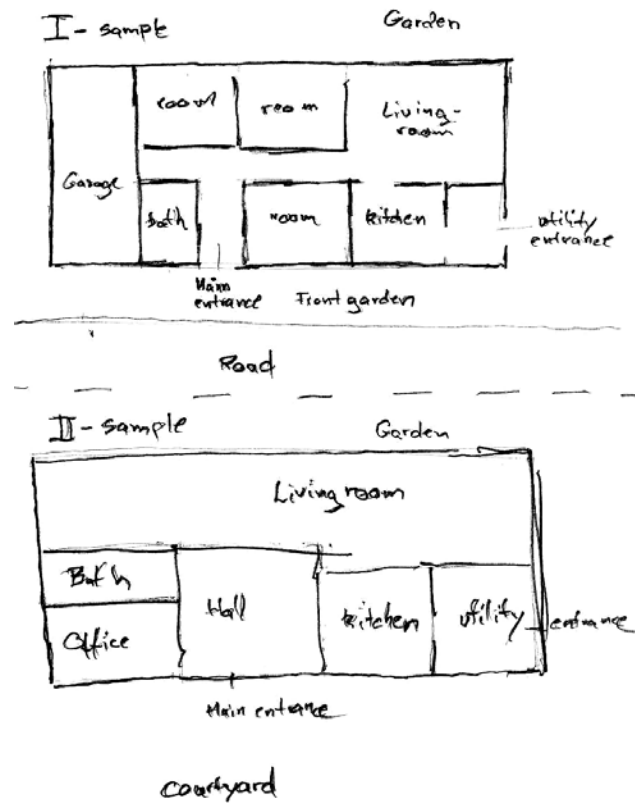 I - sample
Garden
room
room
Living-
room
Garage
bath
room
kitchen
utility
entrance
Main
entrance
Front garden
Road
II - sample
Garden
Living room
Bath
Hall
kitchen
utility
entrance
Office
Main entrance
courtyard